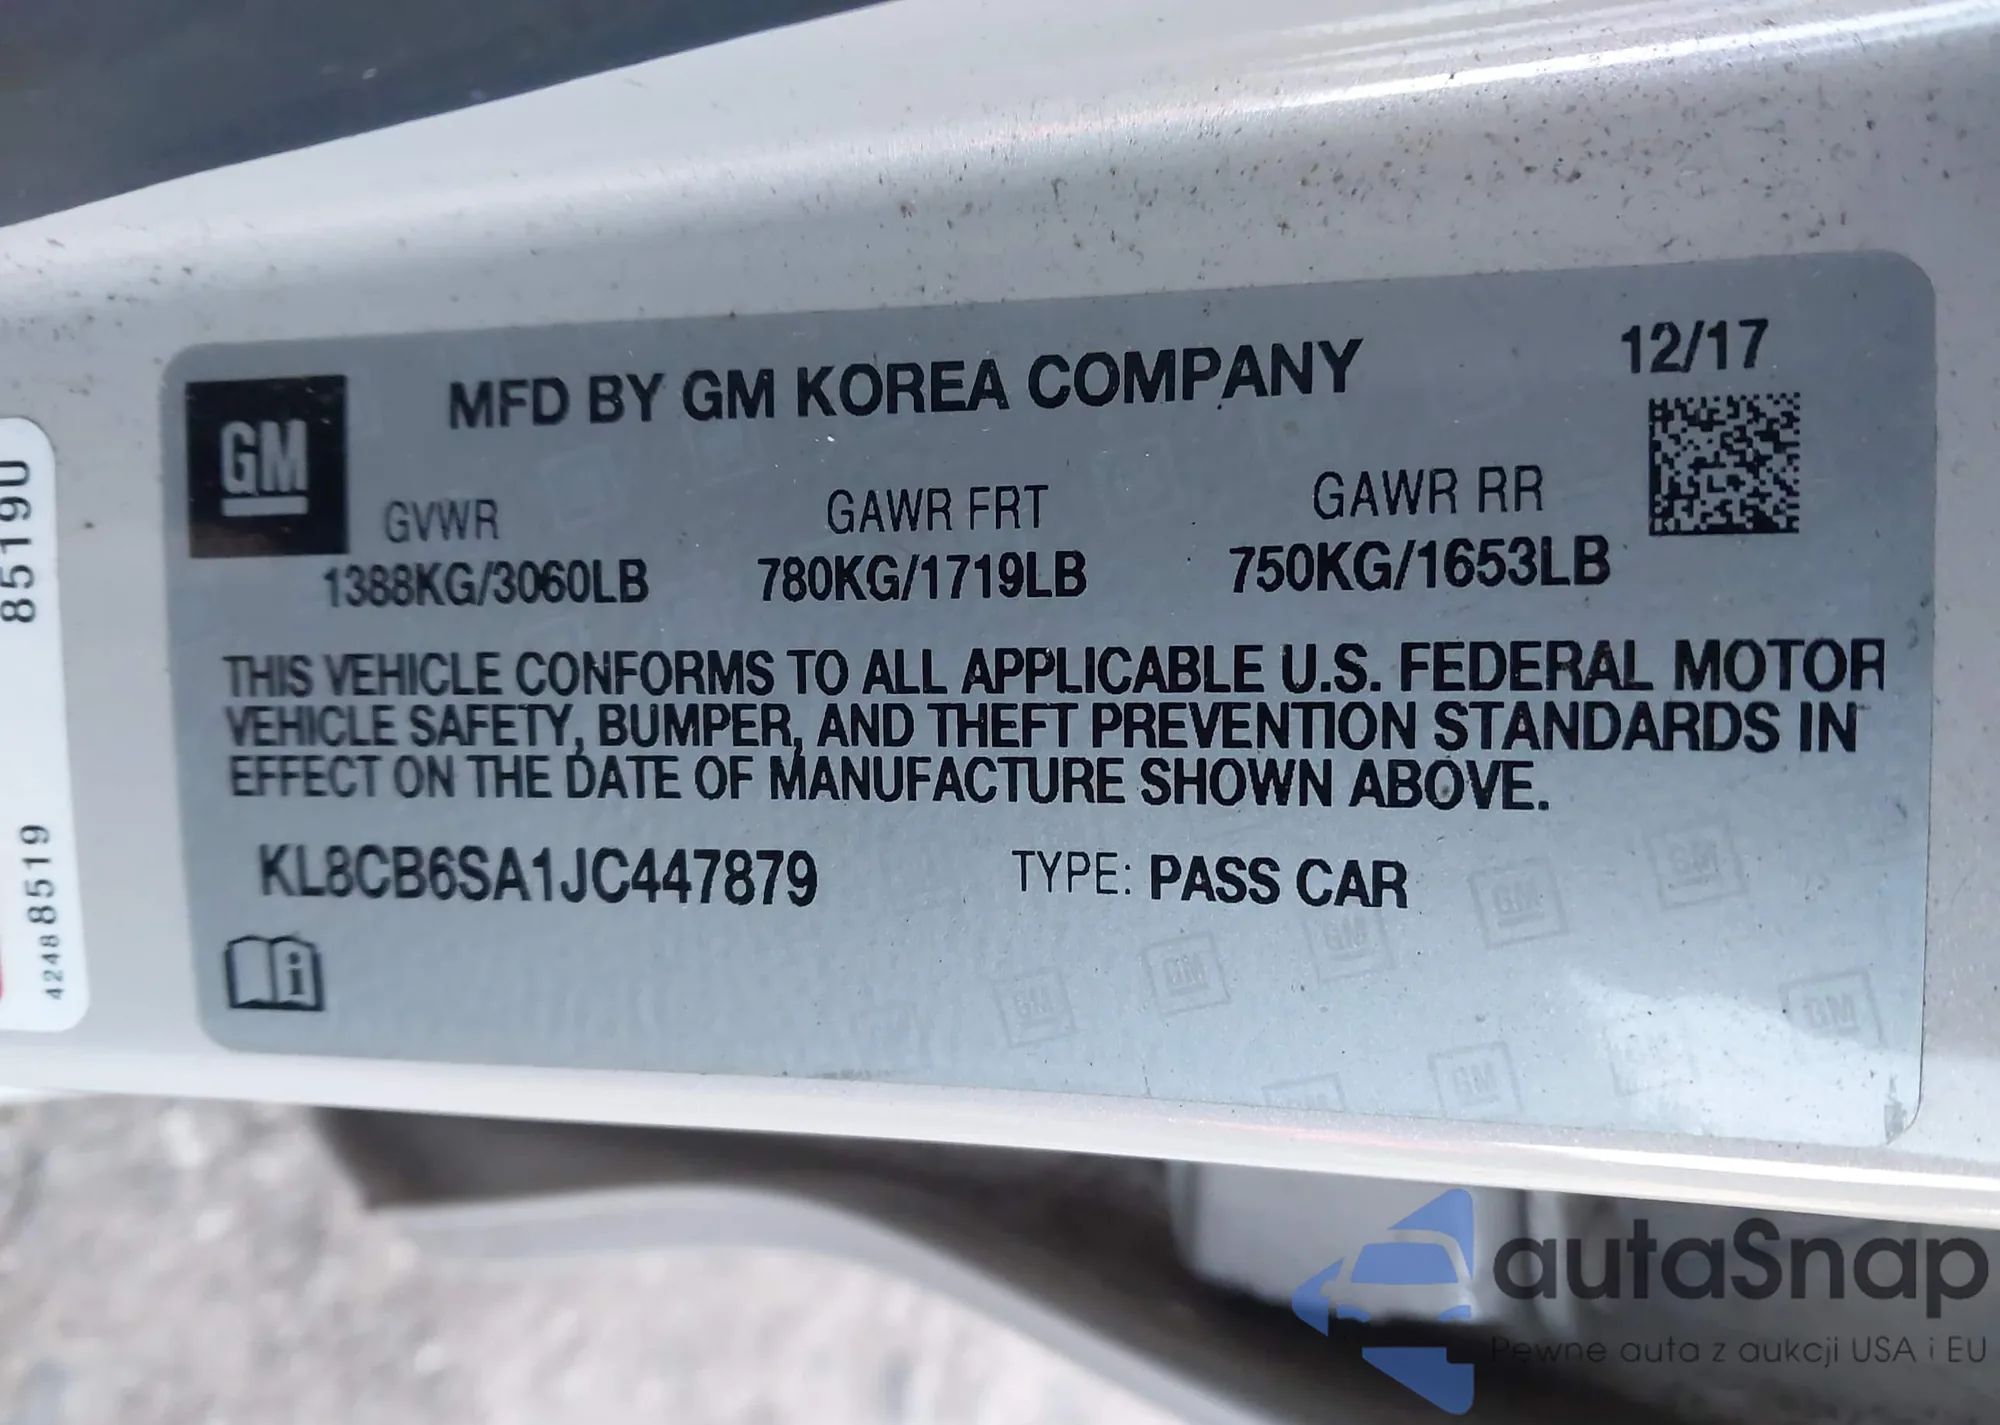 12/17
MFD BY GM KOREA COMPANY
GM
GVWR GAWR FRT GAWR RR
1388KG/3060LB 780KG/1719LB 750KG/1653LB
THIS VEHICLE CONFORMS TO ALL APPLICABLE U.S. FEDERAL MOTOR
VEHICLE SAFETY, BUMPER, AND THEFT PREVENTION STANDARDS IN
EFFECT ON THE DATE OF MANUFACTURE SHOWN ABOVE.
KL8CB6SA1JC447879 TYPE: PASS CAR
i
8519U
42488519
autaSnap
Pewne auta z aukcji USA i EU